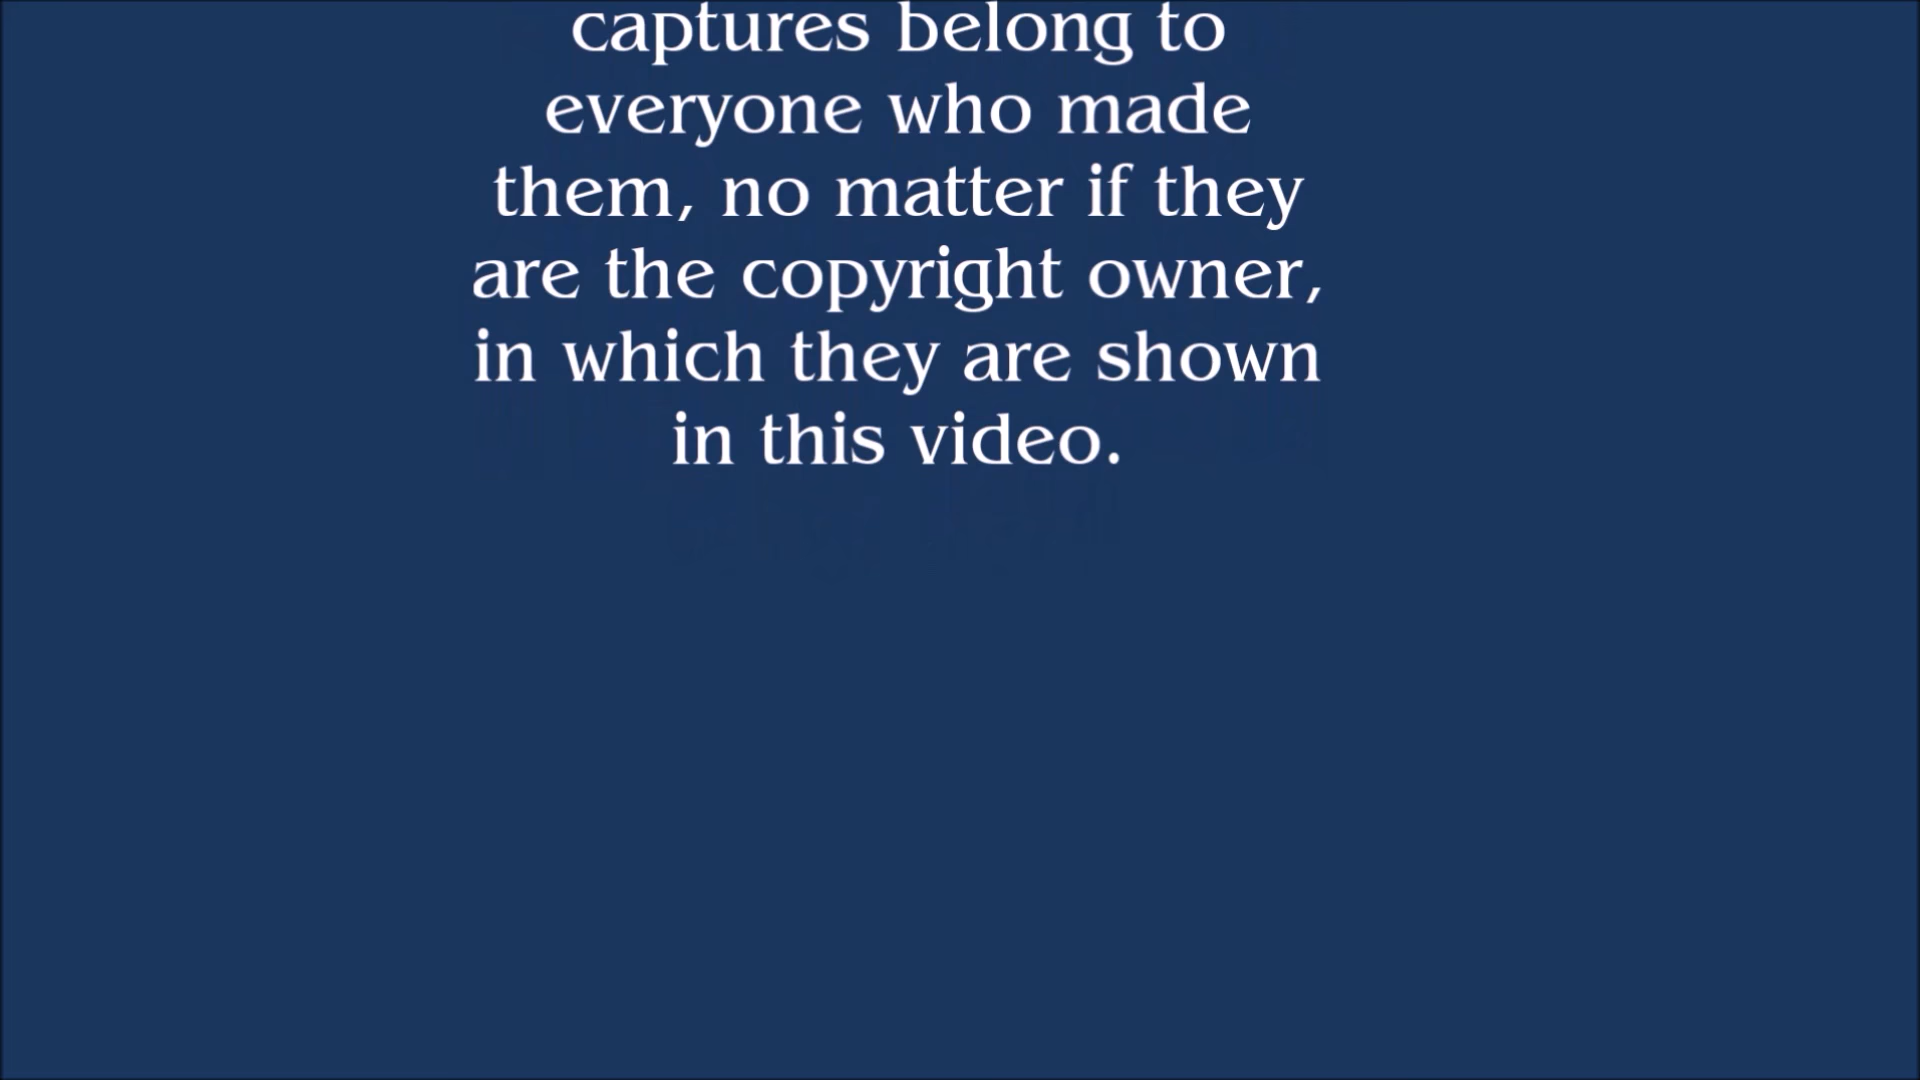 captures belong to
everyone who made
them, no matter if they
are the copyright owner,
in which they are shown
in this video.